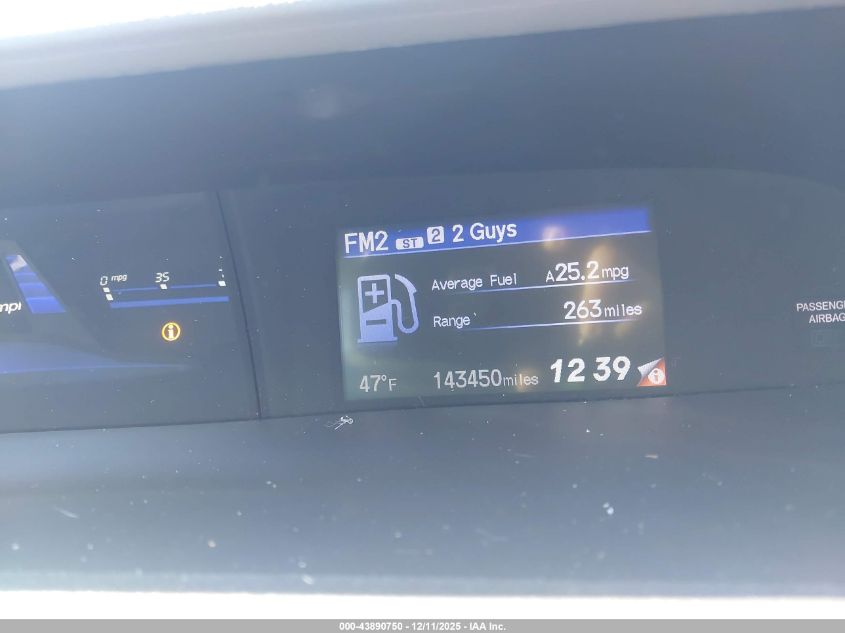 FM2 ST 2 2 Guys
0 mpg 35
Average Fuel A25.2mpg
Range 263miles
47°F 143450miles 12 39
PASSENG
AIRBAG
000-43890750 - 12/11/2025 - IAA Inc.